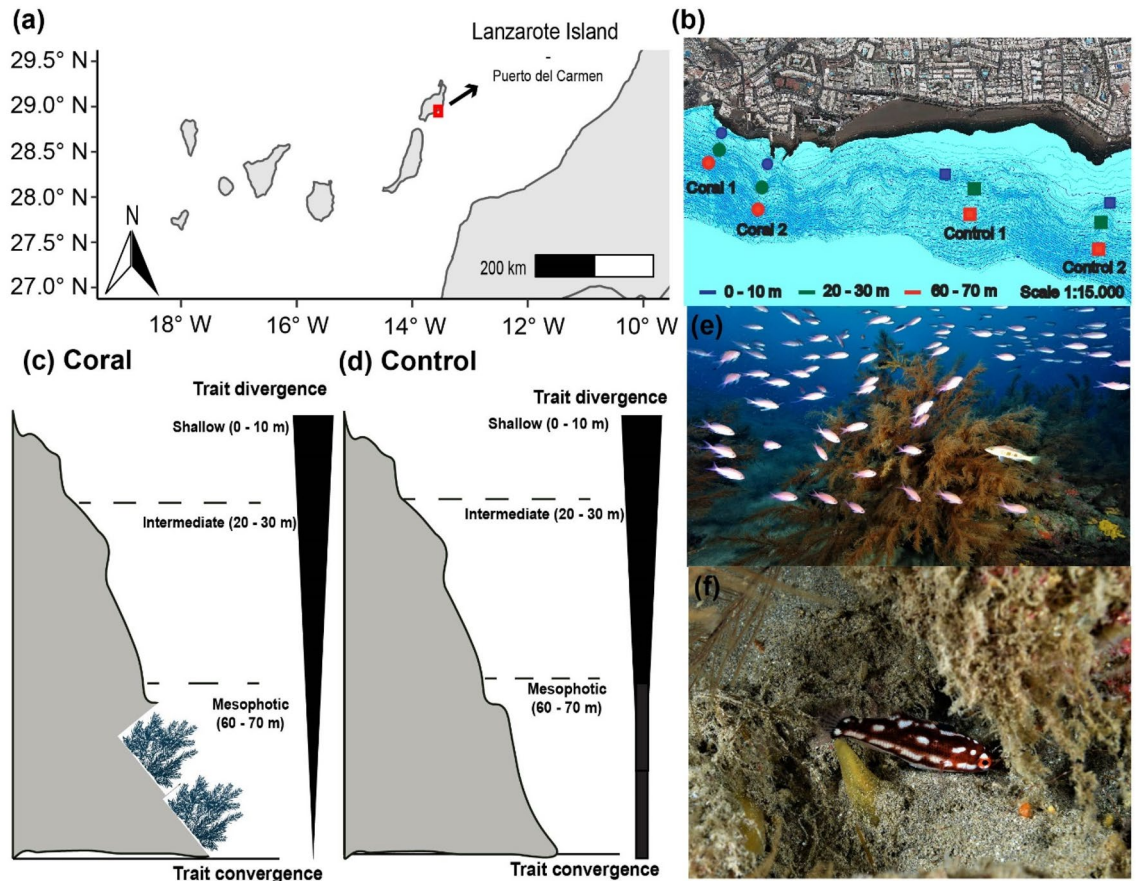 (a)
Lanzarote Island
-
Puerto del Carmen
29.5° N
29.0° N
28.5° N
28.0° N
27.5° N
27.0° N
N
200 km
18° W
16° W
14° W
12° W
10° W
(b)
Coral 1
Coral 2
Control 1
Control 2
0 - 10 m
20 - 30 m
60 - 70 m
Scale 1:15.000
(c) Coral
Trait divergence
Shallow (0 - 10 m)
Intermediate (20 - 30 m)
Mesophotic
(60 - 70 m)
Trait convergence
(d) Control
Trait divergence
Shallow (0 - 10 m)
Intermediate (20 - 30 m)
Mesophotic
(60 - 70 m)
Trait convergence
(e)
(f)